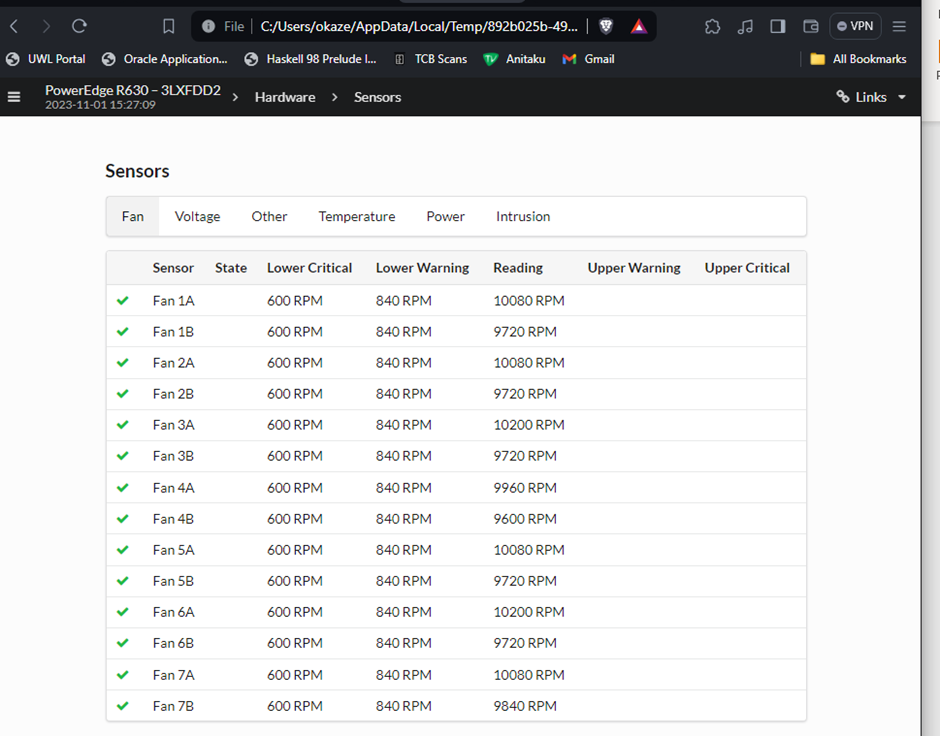 File C:/Users/okaze/AppData/Local/Temp/892b025b-49... VPN
UWL Portal Oracle Application... Haskell 98 Prelude I... TCB Scans Anitaku Gmail All Bookmarks
PowerEdge R630 – 3LXFDD2 Hardware Sensors Links
2023-11-01 15:27:09
Sensors
Fan Voltage Other Temperature Power Intrusion
Sensor State Lower Critical Lower Warning Reading Upper Warning Upper Critical
Fan 1A 600 RPM 840 RPM 10080 RPM
Fan 1B 600 RPM 840 RPM 9720 RPM
Fan 2A 600 RPM 840 RPM 10080 RPM
Fan 2B 600 RPM 840 RPM 9720 RPM
Fan 3A 600 RPM 840 RPM 10200 RPM
Fan 3B 600 RPM 840 RPM 9720 RPM
Fan 4A 600 RPM 840 RPM 9960 RPM
Fan 4B 600 RPM 840 RPM 9600 RPM
Fan 5A 600 RPM 840 RPM 10080 RPM
Fan 5B 600 RPM 840 RPM 9720 RPM
Fan 6A 600 RPM 840 RPM 10200 RPM
Fan 6B 600 RPM 840 RPM 9720 RPM
Fan 7A 600 RPM 840 RPM 10080 RPM
Fan 7B 600 RPM 840 RPM 9840 RPM